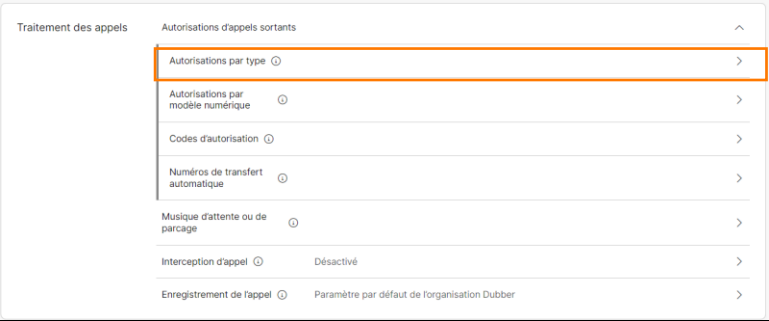 Traitement des appels
Autorisations d'appels sortants
Autorisations par type
Autorisations par
modèle numérique
Codes d'autorisation
Numéros de transfert
automatique
Musique d'attente ou de
parcage
Interception d'appel Désactivé
Enregistrement de l'appel Paramètre par défaut de l'organisation Dubber